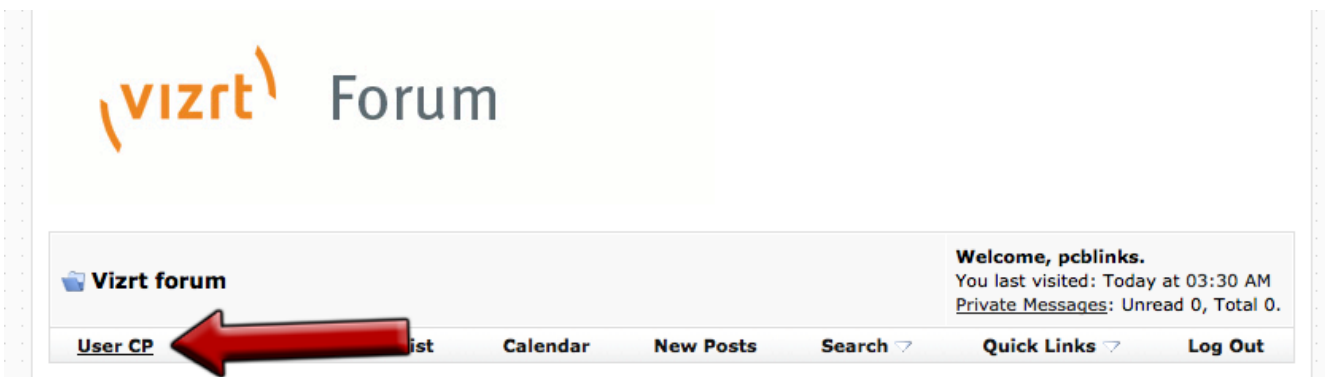 vizrt Forum
Vizrt forum
Welcome, pcblinks.
You last visited: Today at 03:30 AM
Private Messages: Unread 0, Total 0.
User CP Calendar New Posts Search Quick Links Log Out